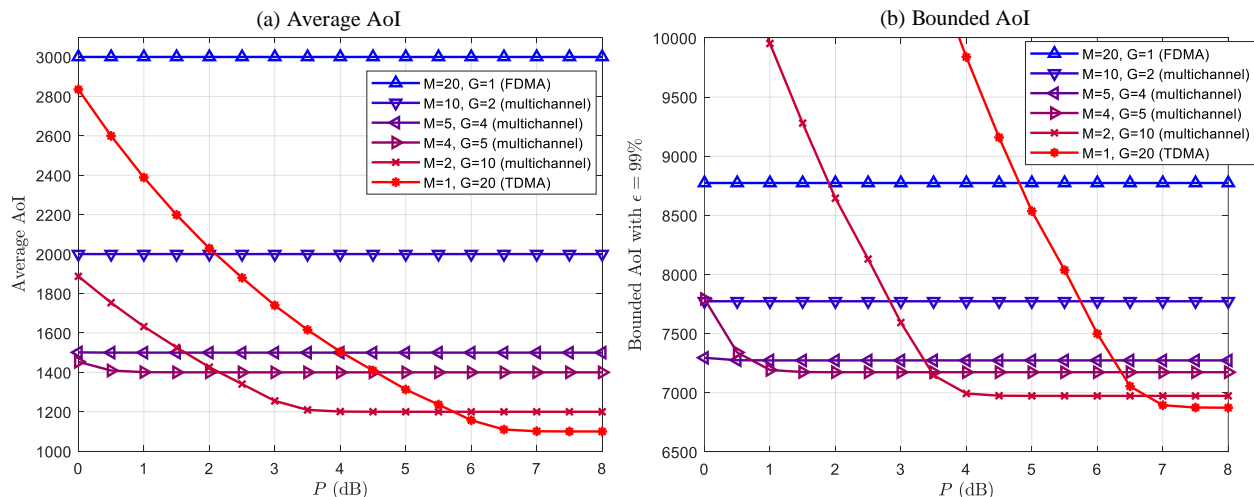 (a) Average AoI
3000
2800
2600
2400
2200
2000
1800
1600
1400
1200
1000
Average AoI
M=20, G=1 (FDMA)
M=10, G=2 (multichannel)
M=5, G=4 (multichannel)
M=4, G=5 (multichannel)
M=2, G=10 (multichannel)
M=1, G=20 (TDMA)
0 1 2 3 4 5 6 7 8
P (dB)
(b) Bounded AoI
10000
9500
9000
8500
8000
7500
7000
6500
Bounded AoI with ϵ = 99%
M=20, G=1 (FDMA)
M=10, G=2 (multichannel)
M=5, G=4 (multichannel)
M=4, G=5 (multichannel)
M=2, G=10 (multichannel)
M=1, G=20 (TDMA)
0 1 2 3 4 5 6 7 8
P (dB)